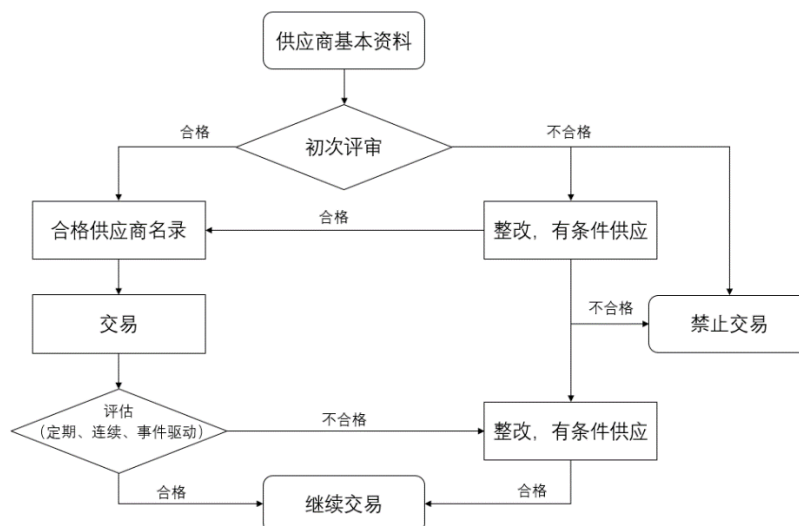 供应商基本资料
合格
不合格
初次评审
合格供应商名录
合格
整改，有条件供应
交易
不合格
禁止交易
评估
（定期、连续、事件驱动）
不合格
整改，有条件供应
合格
继续交易
合格